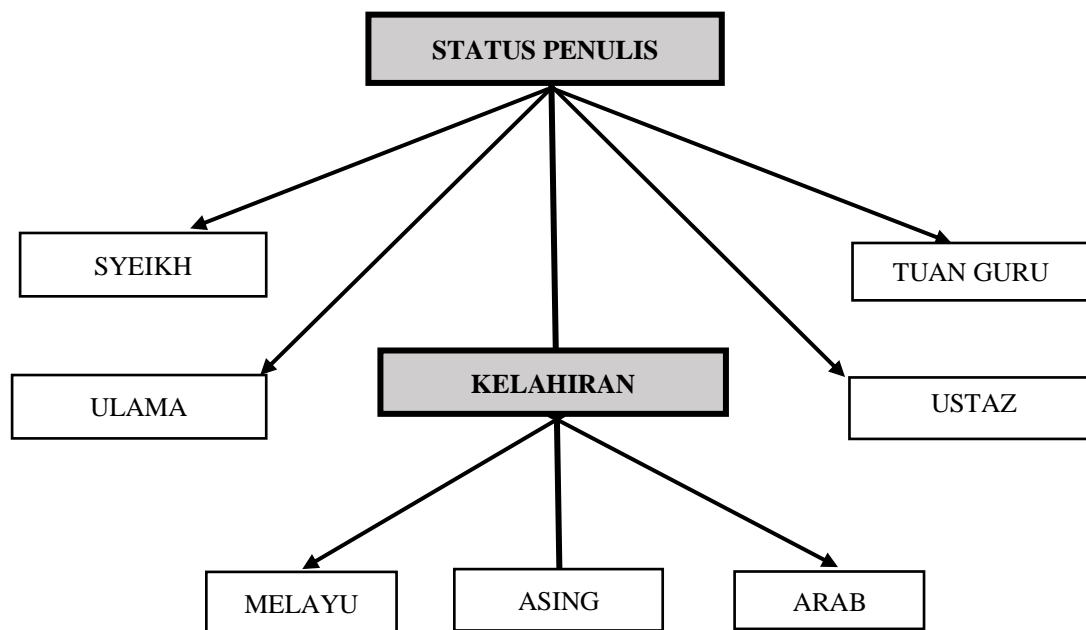 STATUS PENULIS
SYEIKH
TUAN GURU
KELAHIRAN
ULAMA
USTAZ
MELAYU
ASING
ARAB